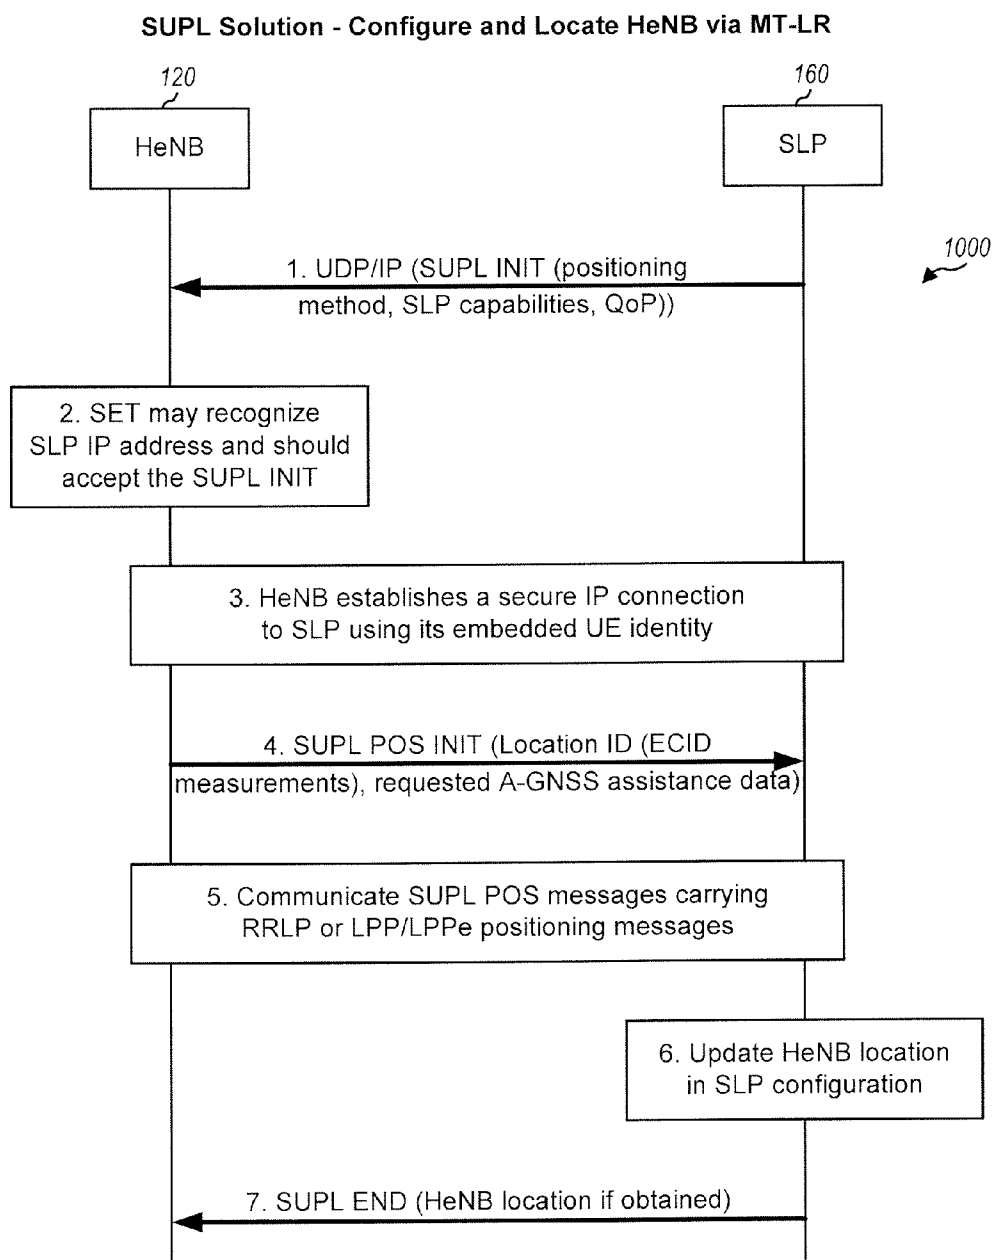 SUPL Solution - Configure and Locate HeNB via MT-LR
120
160
HeNB
SLP
1000
1. UDP/IP (SUPL INIT (positioning
method, SLP capabilities, QoP))
2. SET may recognize
SLP IP address and should
accept the SUPL INIT
3. HeNB establishes a secure IP connection
to SLP using its embedded UE identity
4. SUPL POS INIT (Location ID (ECID
measurements), requested A-GNSS assistance data)
5. Communicate SUPL POS messages carrying
RRLP or LPP/LPPe positioning messages
6. Update HeNB location
in SLP configuration
7. SUPL END (HeNB location if obtained)